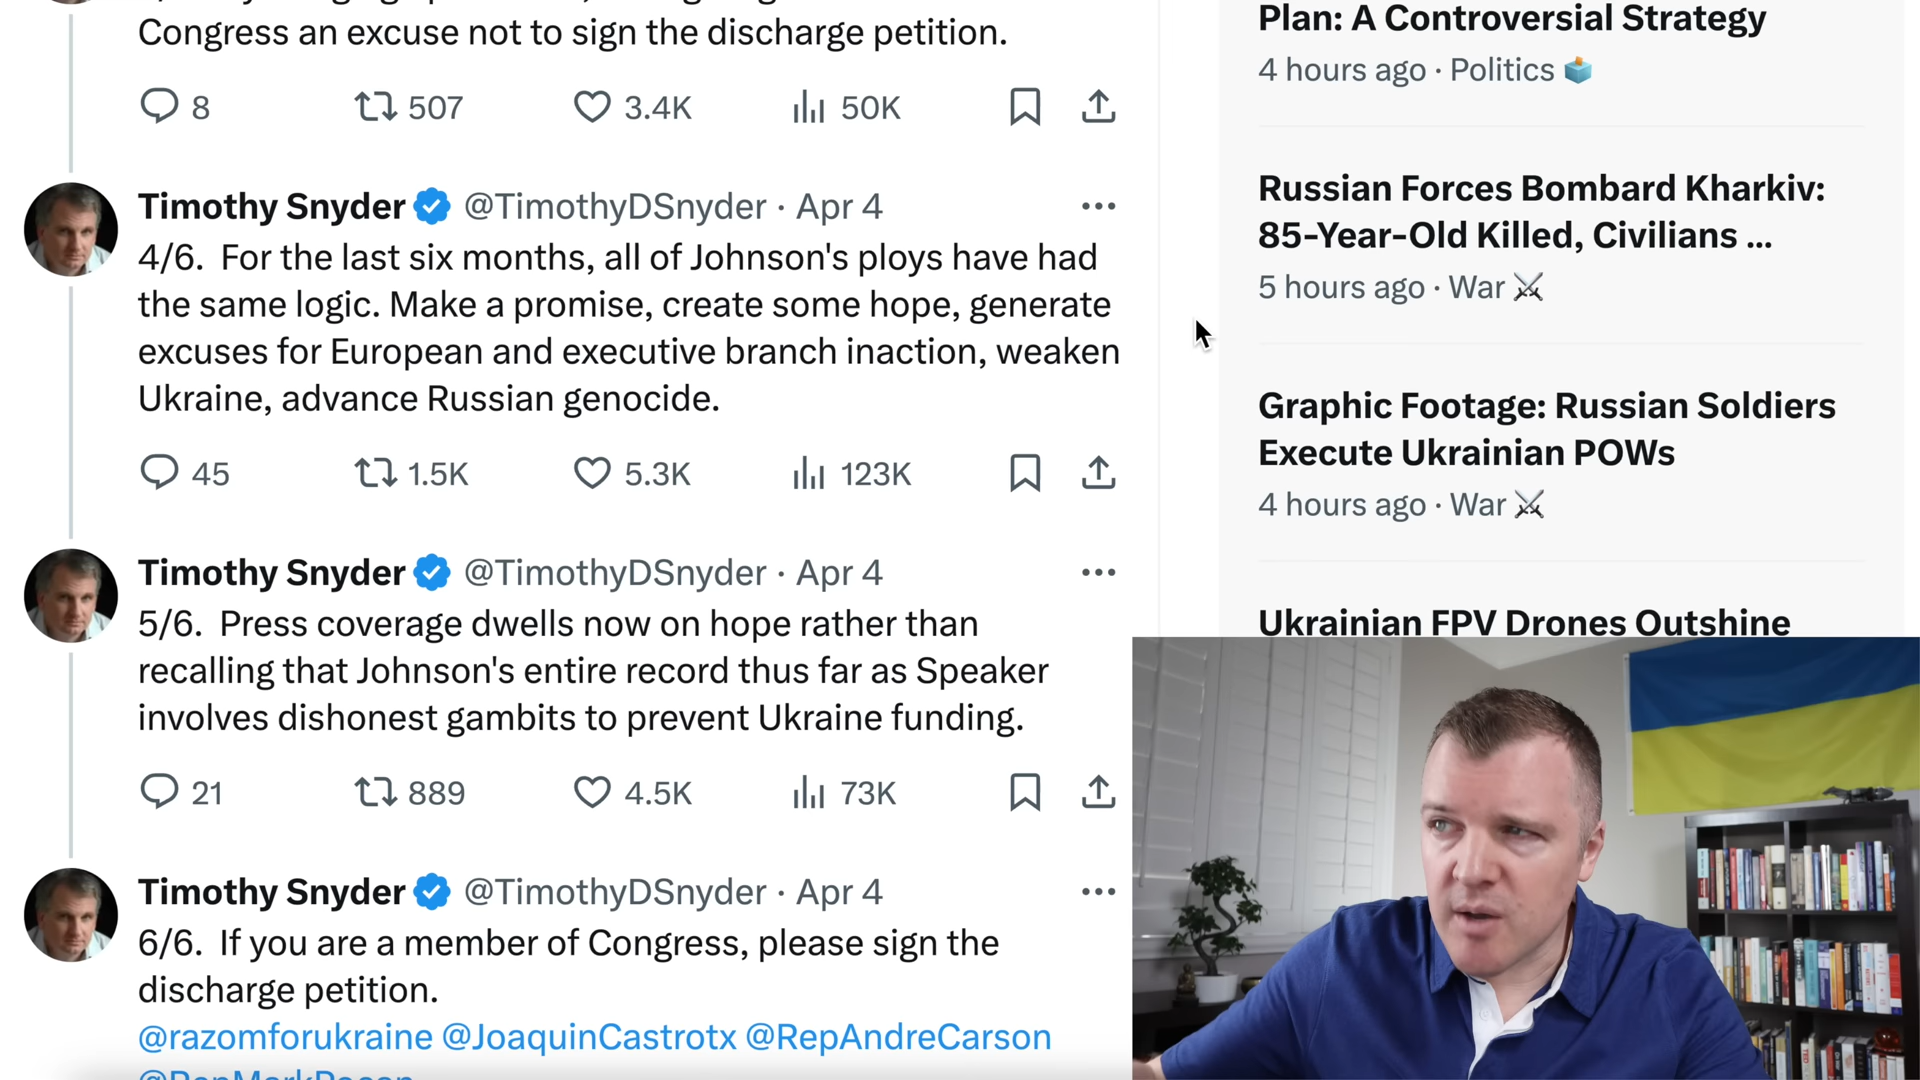 Congress an excuse not to sign the discharge petition.
8 507 3.4K 50K
Timothy Snyder @TimothyDSnyder · Apr 4
4/6. For the last six months, all of Johnson's ploys have had
the same logic. Make a promise, create some hope, generate
excuses for European and executive branch inaction, weaken
Ukraine, advance Russian genocide.
45 1.5K 5.3K 123K
Timothy Snyder @TimothyDSnyder · Apr 4
5/6. Press coverage dwells now on hope rather than
recalling that Johnson's entire record thus far as Speaker
involves dishonest gambits to prevent Ukraine funding.
21 889 4.5K 73K
Timothy Snyder @TimothyDSnyder · Apr 4
6/6. If you are a member of Congress, please sign the
discharge petition.
@razomforukraine @JoaquinCastrotx @RepAndreCarson
Plan: A Controversial Strategy
4 hours ago · Politics
Russian Forces Bombard Kharkiv:
85-Year-Old Killed, Civilians ...
5 hours ago · War
Graphic Footage: Russian Soldiers
Execute Ukrainian POWs
4 hours ago · War
Ukrainian FPV Drones Outshine